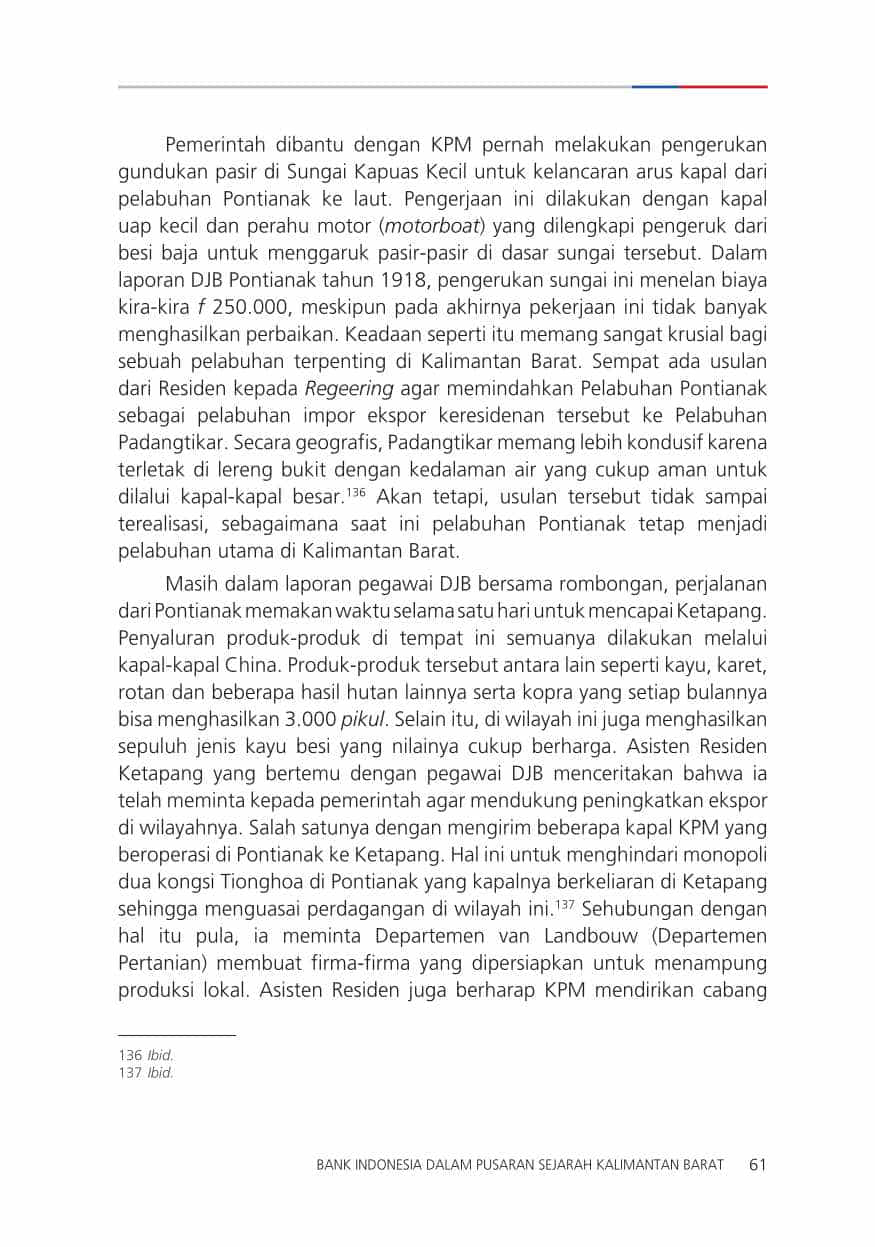 Pemerintah dibantu dengan KPM pernah melakukan pengerukan
gundukan pasir di Sungai Kapuas Kecil untuk kelancaran arus kapal dari
pelabuhan Pontianak ke laut. Pengerjaan ini dilakukan dengan kapal
uap kecil dan perahu motor (motorboat) yang dilengkapi pengeruk dari
besi baja untuk menggaruk pasir-pasir di dasar sungai tersebut. Dalam
laporan DJB Pontianak tahun 1918, pengerukan sungai ini menelan biaya
kira-kira f 250.000, meskipun pada akhirnya pekerjaan ini tidak banyak
menghasilkan perbaikan. Keadaan seperti itu memang sangat krusial bagi
sebuah pelabuhan terpenting di Kalimantan Barat. Sempat ada usulan
dari Residen kepada Regeering agar memindahkan Pelabuhan Pontianak
sebagai pelabuhan impor ekspor keresidenan tersebut ke Pelabuhan
Padangtikar. Secara geografis, Padangtikar memang lebih kondusif karena
terletak di lereng bukit dengan kedalaman air yang cukup aman untuk
dilalui kapal-kapal besar.136 Akan tetapi, usulan tersebut tidak sampai
terealisasi, sebagaimana saat ini pelabuhan Pontianak tetap menjadi
pelabuhan utama di Kalimantan Barat.
Masih dalam laporan pegawai DJB bersama rombongan, perjalanan
dari Pontianak memakan waktu selama satu hari untuk mencapai Ketapang.
Penyaluran produk-produk di tempat ini semuanya dilakukan melalui
kapal-kapal China. Produk-produk tersebut antara lain seperti kayu, karet,
rotan dan beberapa hasil hutan lainnya serta kopra yang setiap bulannya
bisa menghasilkan 3.000 pikul. Selain itu, di wilayah ini juga menghasilkan
sepuluh jenis kayu besi yang nilainya cukup berharga. Asisten Residen
Ketapang yang bertemu dengan pegawai DJB menceritakan bahwa ia
telah meminta kepada pemerintah agar mendukung peningkatkan ekspor
di wilayahnya. Salah satunya dengan mengirim beberapa kapal KPM yang
beroperasi di Pontianak ke Ketapang. Hal ini untuk menghindari monopoli
dua kongsi Tionghoa di Pontianak yang kapalnya berkeliaran di Ketapang
sehingga menguasai perdagangan di wilayah ini.137 Sehubungan dengan
hal itu pula, ia meminta Departemen van Landbouw (Departemen
Pertanian) membuat firma-firma yang dipersiapkan untuk menampung
produksi lokal. Asisten Residen juga berharap KPM mendirikan cabang
136 Ibid.
137 Ibid.
BANK INDONESIA DALAM PUSARAN SEJARAH KALIMANTAN BARAT 61